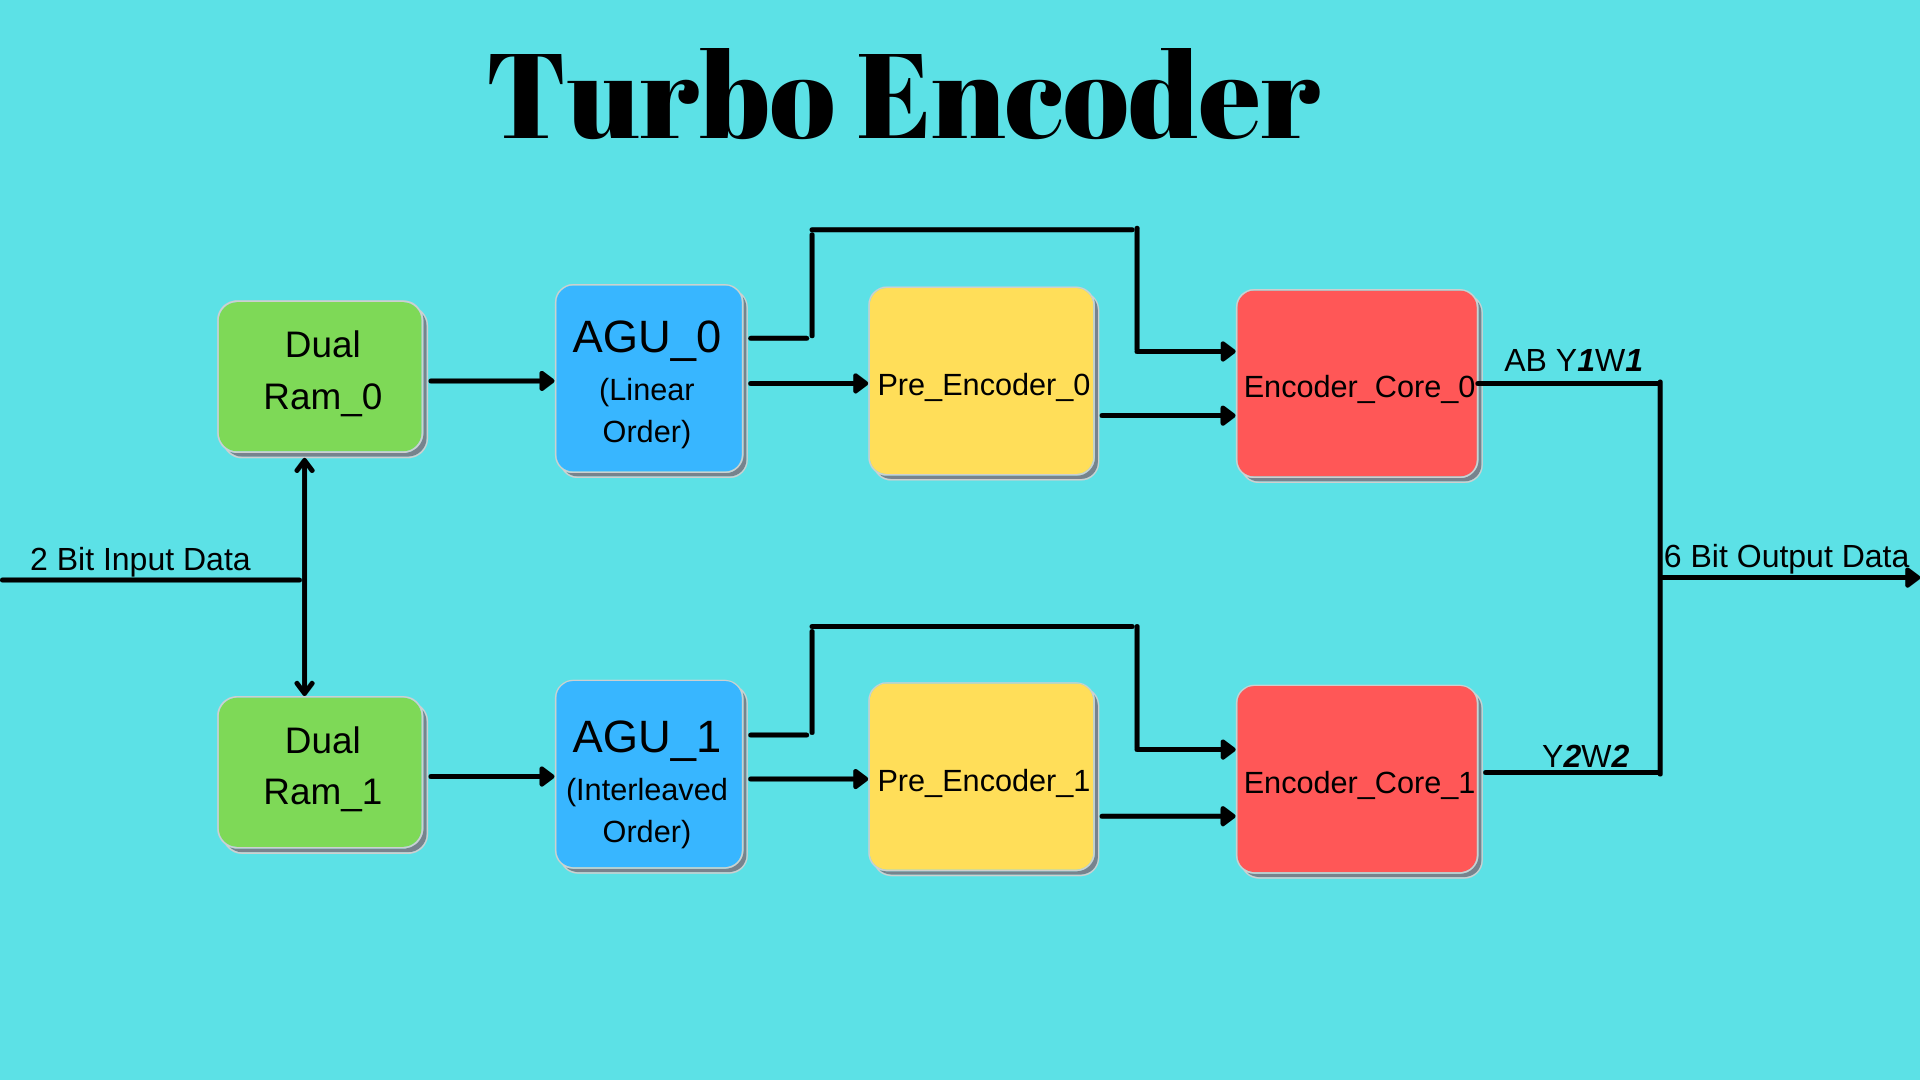 Turbo Encoder
Dual
Ram_0
AGU_0
(Linear
Order)
Pre_Encoder_0
Encoder_Core_0
AB Y1W1
2 Bit Input Data
6 Bit Output Data
Dual
Ram_1
AGU_1
(Interleaved
Order)
Pre_Encoder_1
Encoder_Core_1
Y2W2